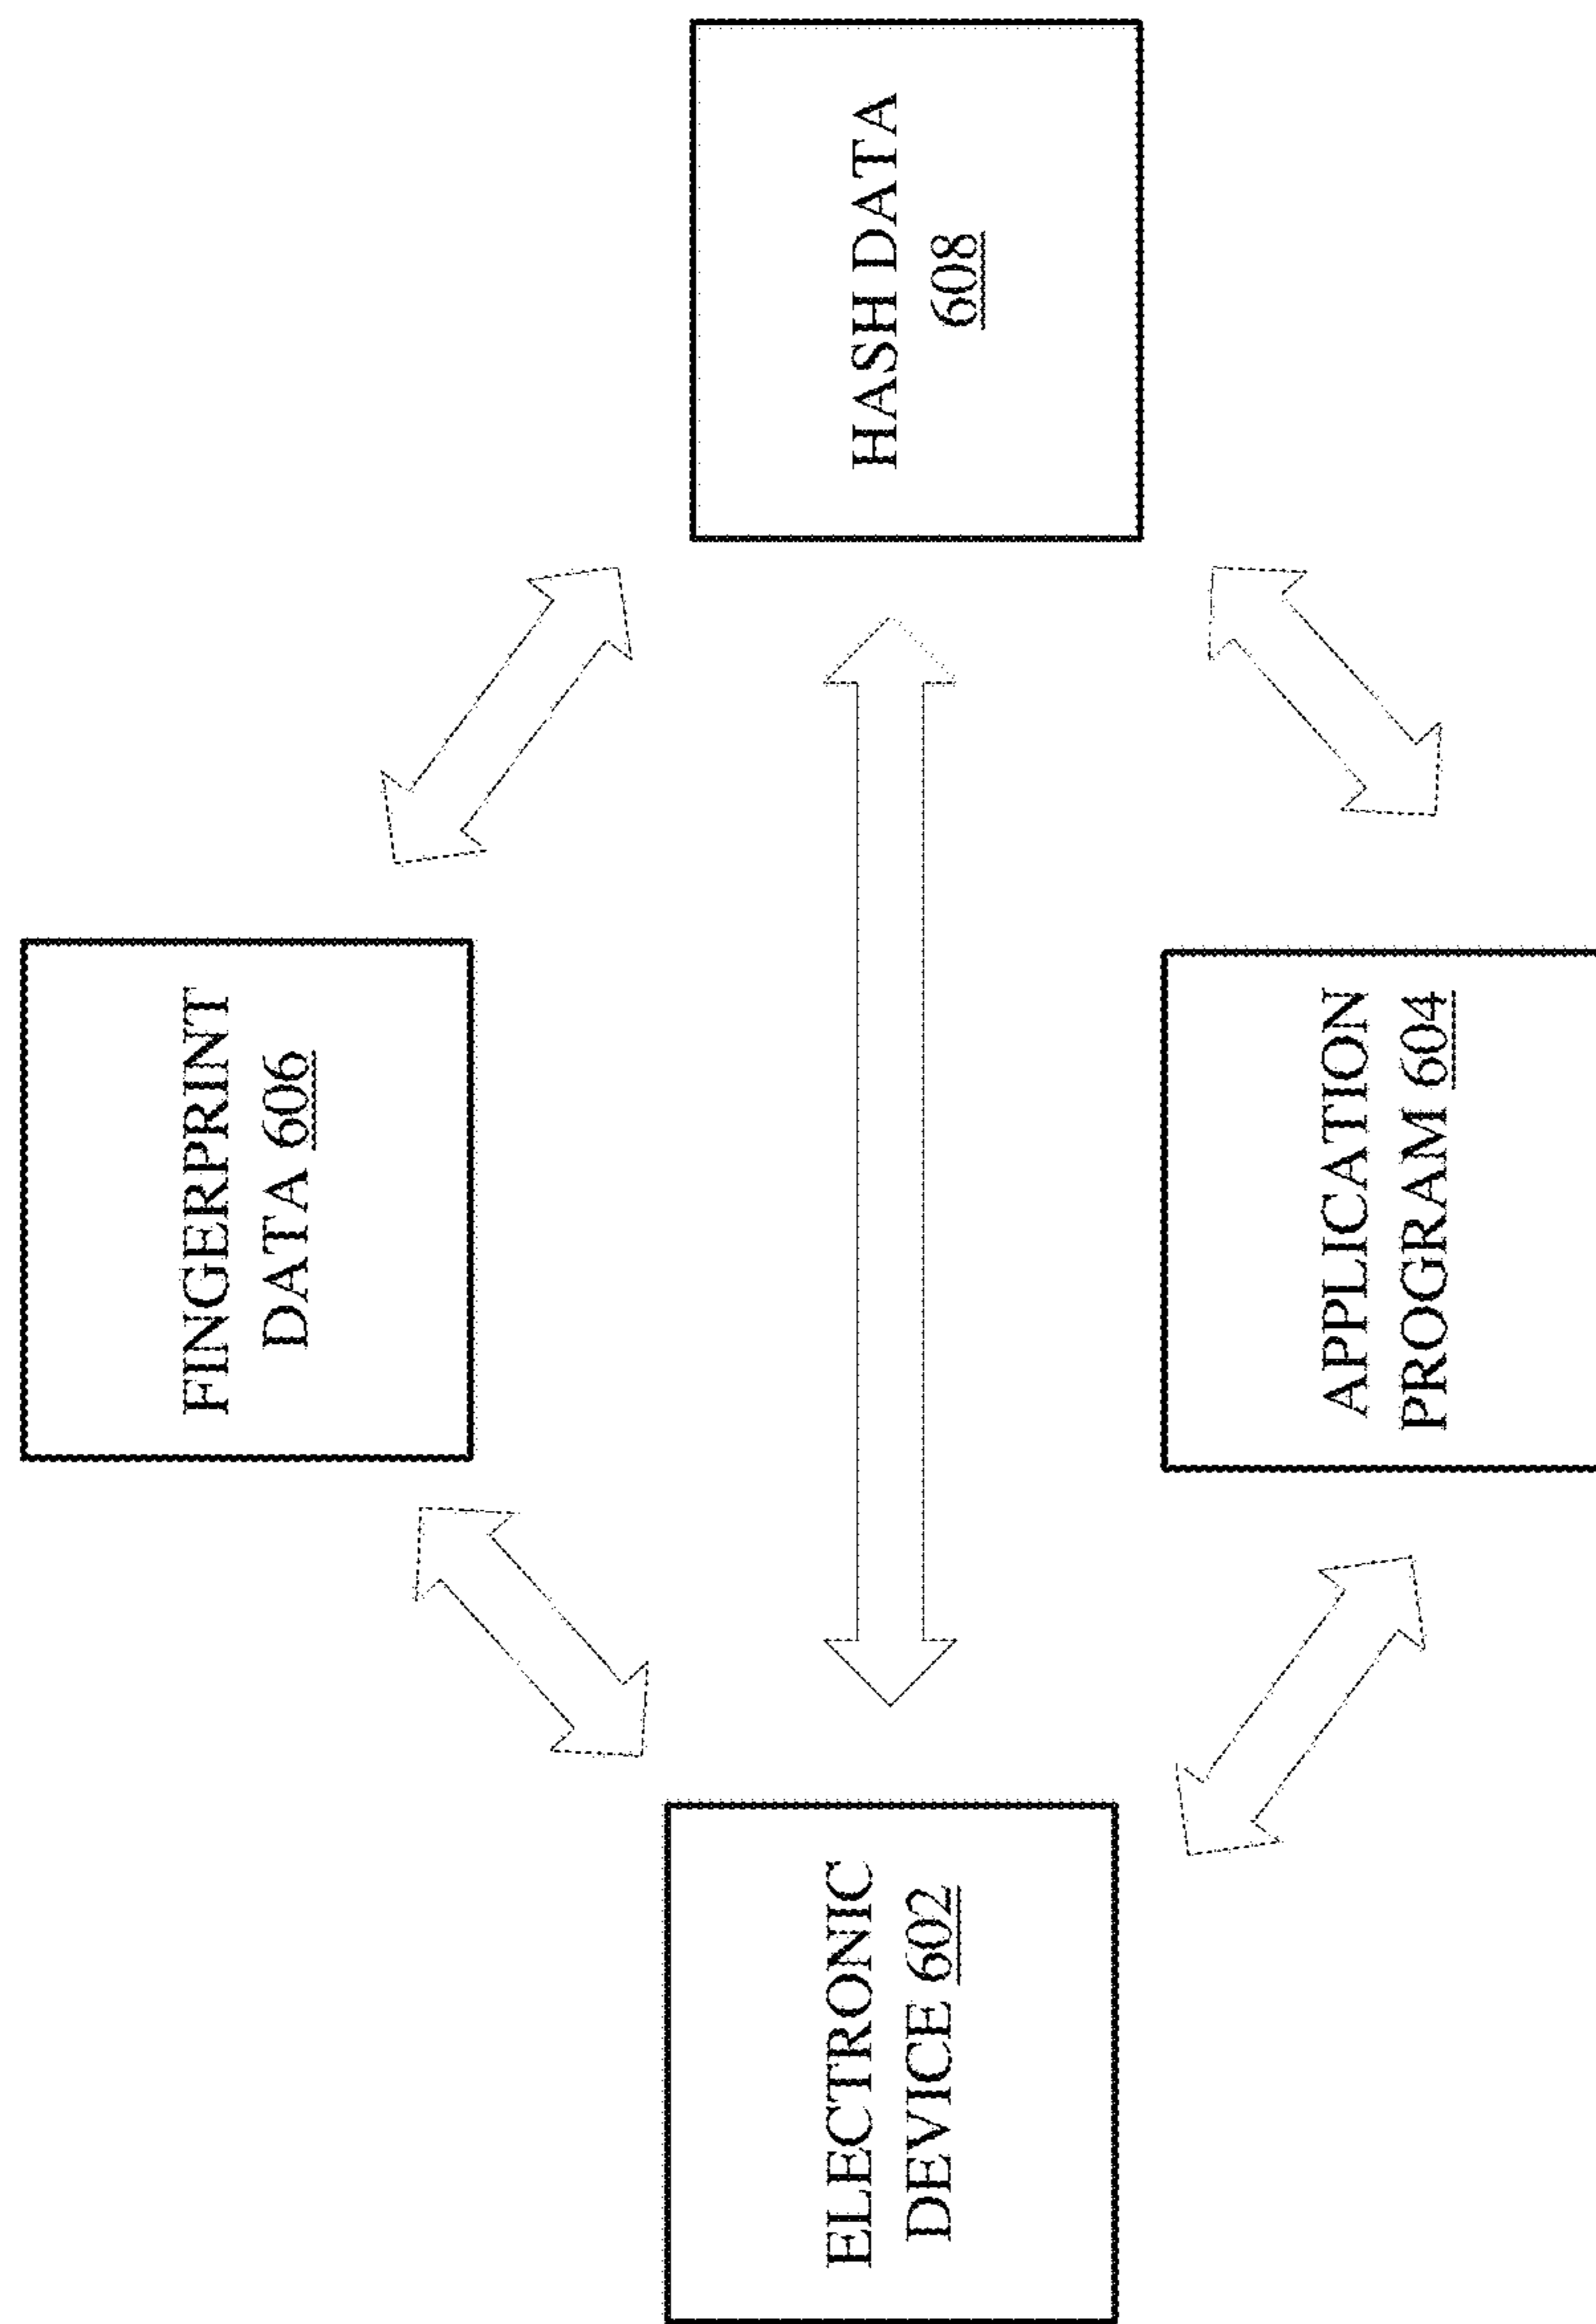 FINGERPRINT
DATA 606
ELECTRONIC
DEVICE 602
HASH DATA
608
APPLICATION
PROGRAM 604